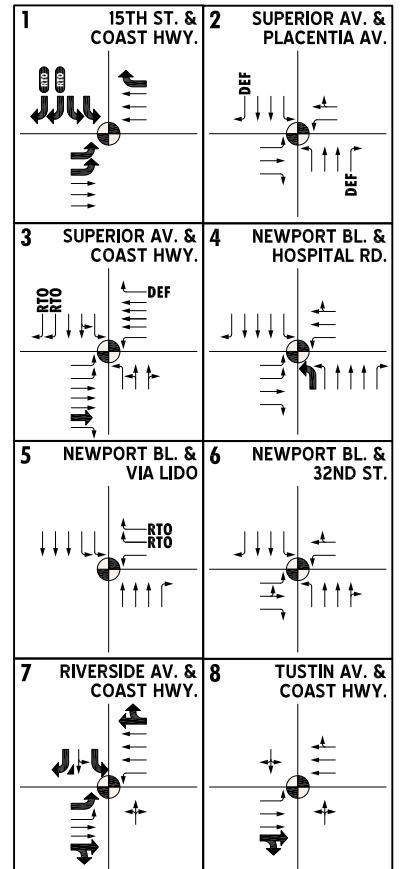 1 15TH ST. &
COAST HWY.
RTO RTO
2 SUPERIOR AV. &
PLACENTIA AV.
DEF
DEF
3 SUPERIOR AV. &
COAST HWY.
RTO
RTO
DEF
4 NEWPORT BL. &
HOSPITAL RD.
5 NEWPORT BL. &
VIA LIDO
RTO
RTO
6 NEWPORT BL. &
32ND ST.
7 RIVERSIDE AV. &
COAST HWY.
8 TUSTIN AV. &
COAST HWY.